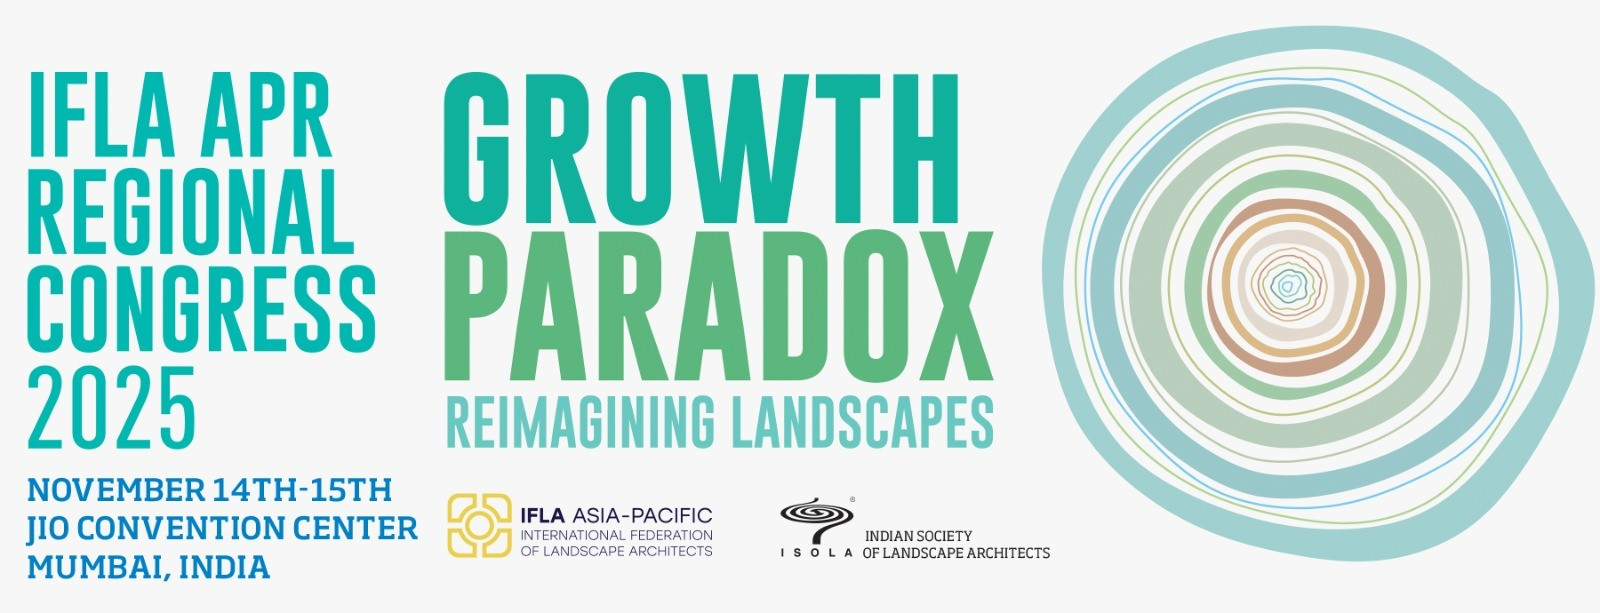 IFLA APR
REGIONAL
CONGRESS
2025
NOVEMBER 14TH-15TH
JIO CONVENTION CENTER
MUMBAI, INDIA
GROWTH
PARADOX
REIMAGINING LANDSCAPES
IFLA ASIA-PACIFIC
INTERNATIONAL FEDERATION
OF LANDSCAPE ARCHITECTS
®
ISOLA
INDIAN SOCIETY
OF LANDSCAPE ARCHITECTS